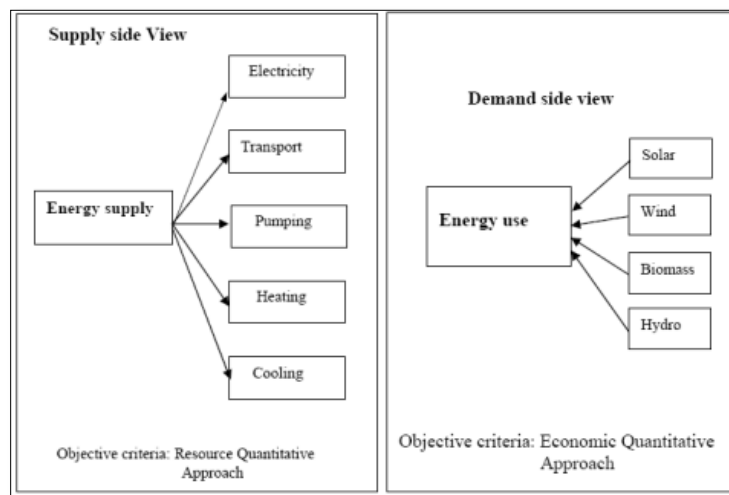 Supply side View
Electricity
Transport
Energy supply
Pumping
Heating
Cooling
Objective criteria: Resource Quantitative
Approach
Demand side view
Solar
Energy use
Wind
Biomass
Hydro
Objective criteria: Economic Quantitative
Approach